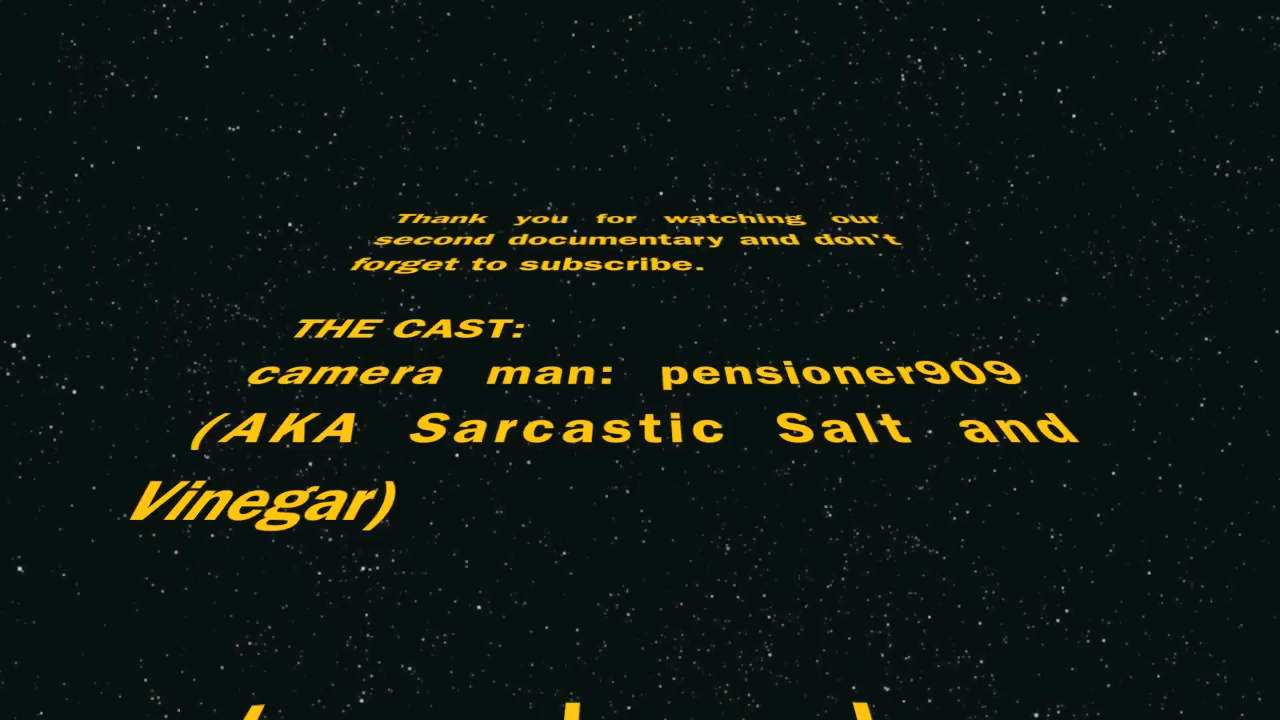 Thank you for watching our
second documentary and don't
forget to subscribe.
THE CAST:
camera man: pensioner909
(AKA Sarcastic Salt and
Vinegar)